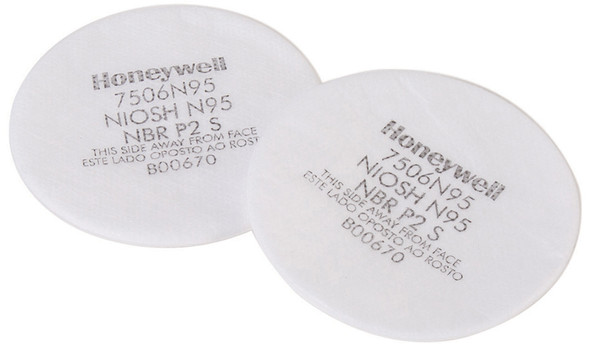 Honeywell
7506N95
NIOSH N95
NBR P2 S
THIS SIDE AWAY FROM FACE
ESTE LADO OPOSTO AO ROSTO
B00670
Honeywell
7506N95
NIOSH N95
NBR P2 S
THIS SIDE AWAY FROM FACE
ESTE LADO OPOSTO AO ROSTO
B00670